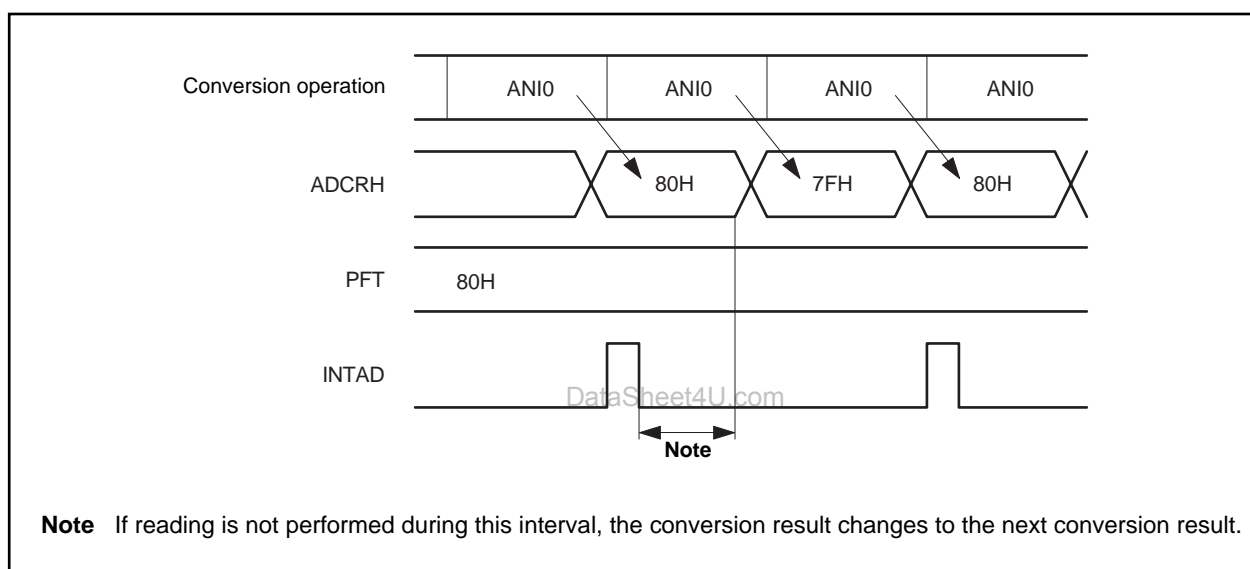 Conversion operation ANI0 ANI0 ANI0 ANI0
ADCRH 80H 7FH 80H
PFT 80H
INTAD
DataSheet4U.com
Note
Note If reading is not performed during this interval, the conversion result changes to the next conversion result.